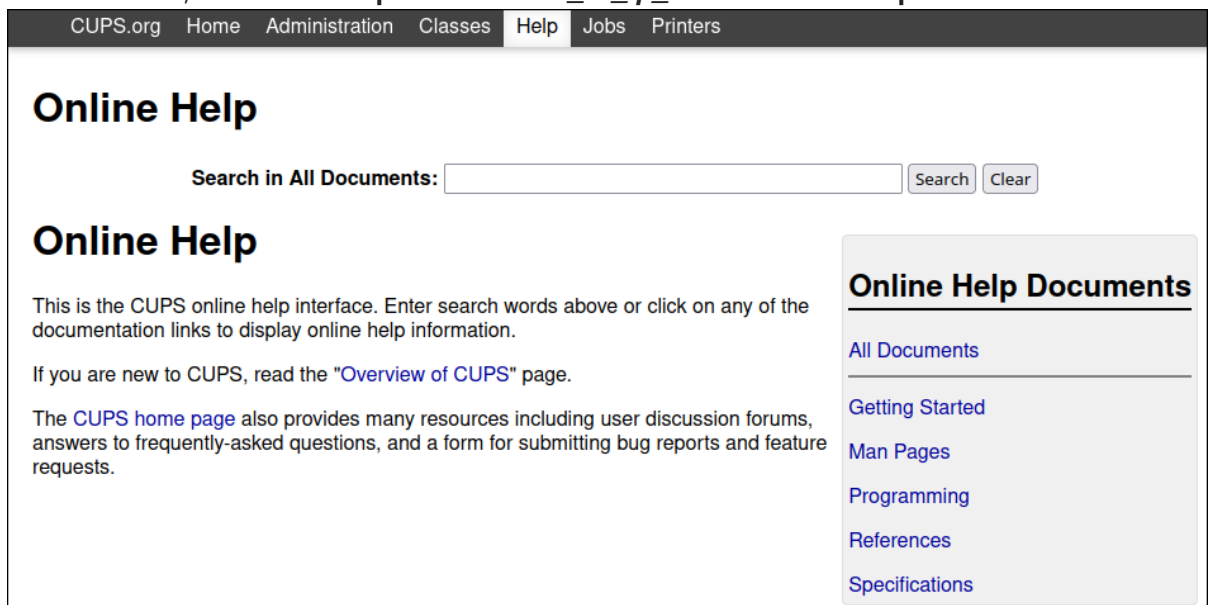 CUPS.org Home Administration Classes Help Jobs Printers
Online Help
Search in All Documents: Search Clear
Online Help
This is the CUPS online help interface. Enter search words above or click on any of the
documentation links to display online help information.
If you are new to CUPS, read the "Overview of CUPS" page.
The CUPS home page also provides many resources including user discussion forums,
answers to frequently-asked questions, and a form for submitting bug reports and feature
requests.
Online Help Documents
All Documents
Getting Started
Man Pages
Programming
References
Specifications